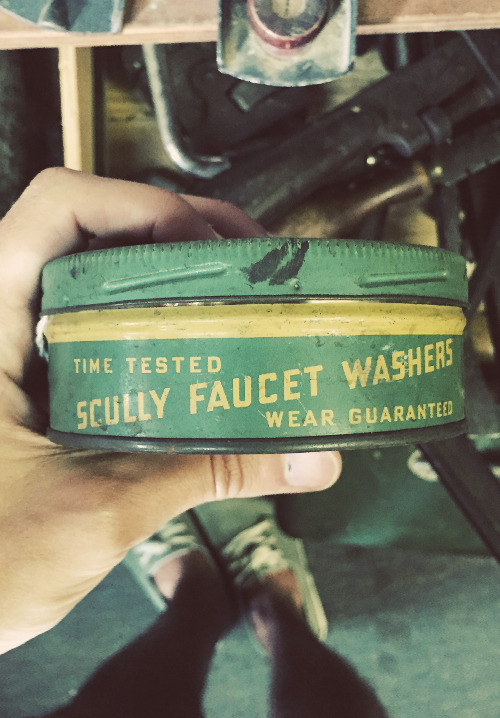 TIME TESTED
SCULLY FAUCET WASHERS
WEAR GUARANTEED